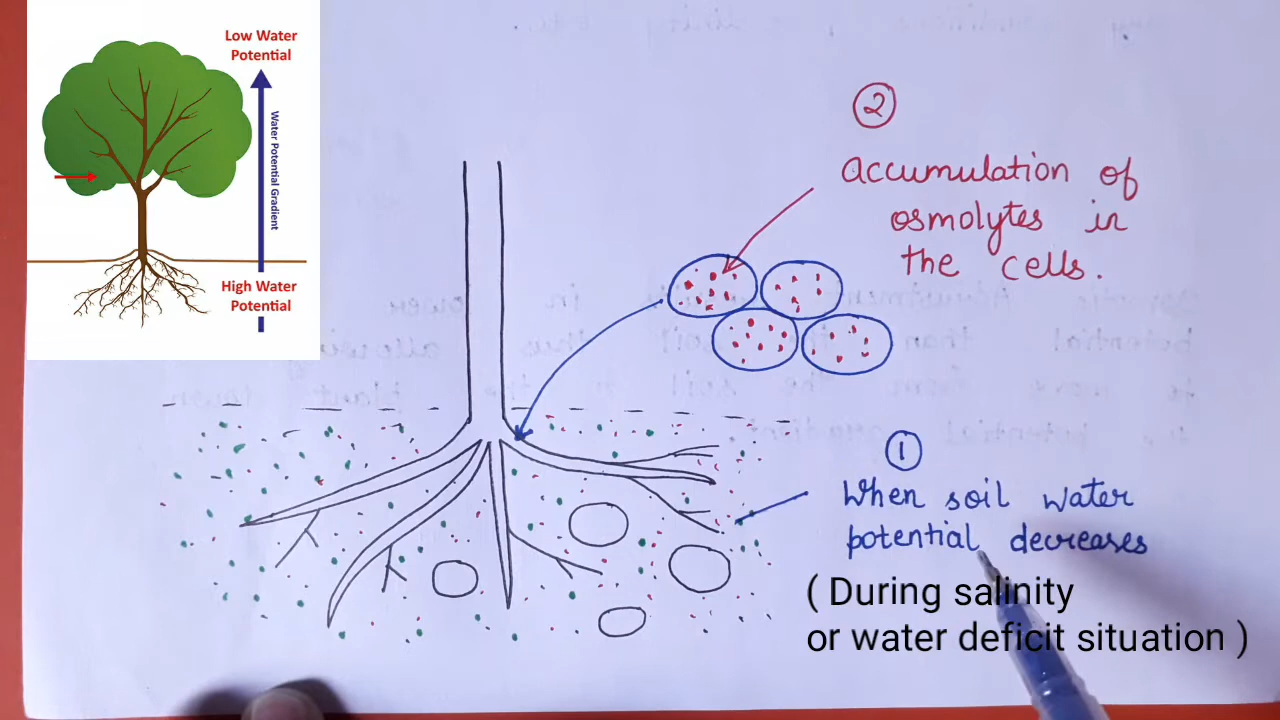 Low Water
Potential
Water Potential Gradient
High Water
Potential
2
Accumulation of
osmolytes in
the cells.
1
When soil water
potential decreases
( During salinity
or water deficit situation )